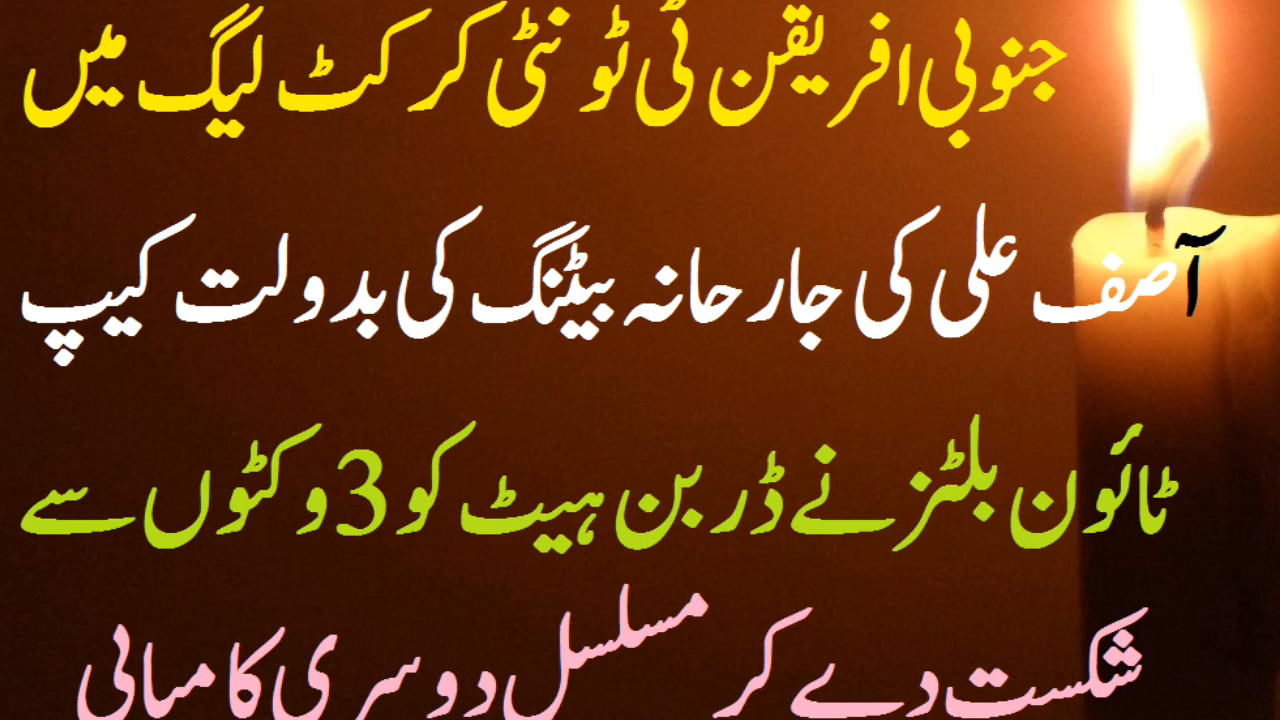 جنوبی افریقن ٹی ٹونٹی کرکٹ لیگ میں
آصف علی کی جارحانہ بیٹنگ کی بدولت کیپ
ٹائون بلٹز نے ڈربن ہیٹ کو 3 وکٹوں سے
شکست دے کر مسلسل دوسری کامیابی